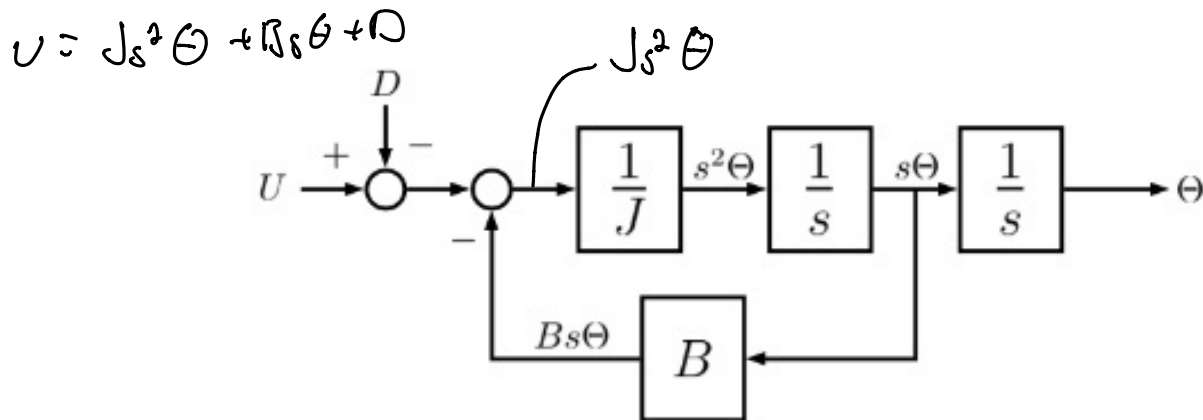 U = Js²Θ + BsΘ + D
Js²Θ
D
+ −
U
1/J
s²Θ
1/s
sΘ
1/s
Θ
−
BsΘ
B